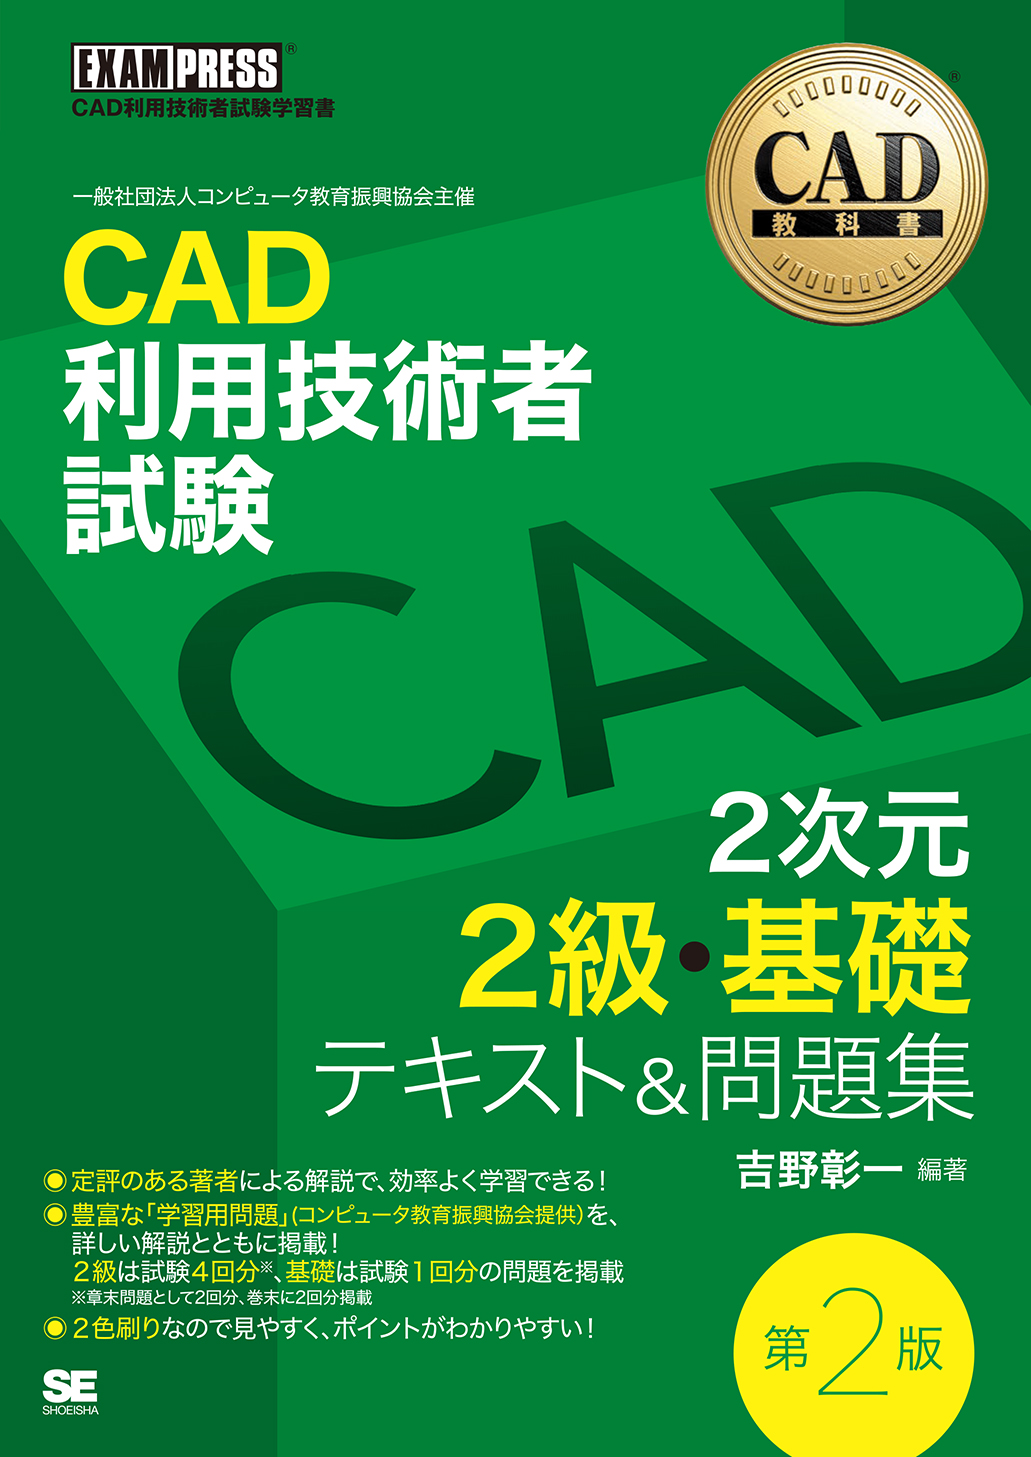 EXAMPRESS®
CAD利用技術者試験学習書
CAD
教科書
®
一般社団法人コンピュータ教育振興協会主催
CAD
利用技術者
試験
CAD
2次元
2級・基礎
テキスト&問題集
吉野彰一 編著
◉定評のある著者による解説で、効率よく学習できる!
◉豊富な「学習用問題」(コンピュータ教育振興協会提供)を、
詳しい解説とともに掲載!
2級は試験4回分※、基礎は試験1回分の問題を掲載
※章末問題として2回分、巻末に2回分掲載
◉2色刷りなので見やすく、ポイントがわかりやすい!
第2版
SE
SHOEISHA